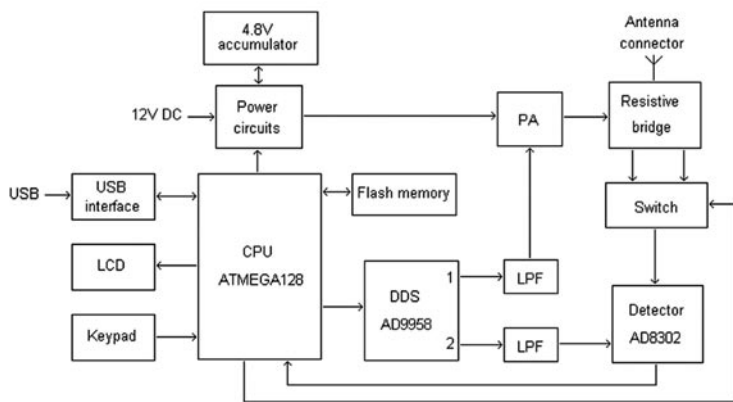 4.8V
accumulator
Antenna
connector
12V DC
Power
circuits
PA
Resistive
bridge
USB
USB
interface
Flash memory
Switch
LCD
CPU
ATMEGA128
1
LPF
DDS
AD9958
Detector
AD8302
Keypad
2
LPF